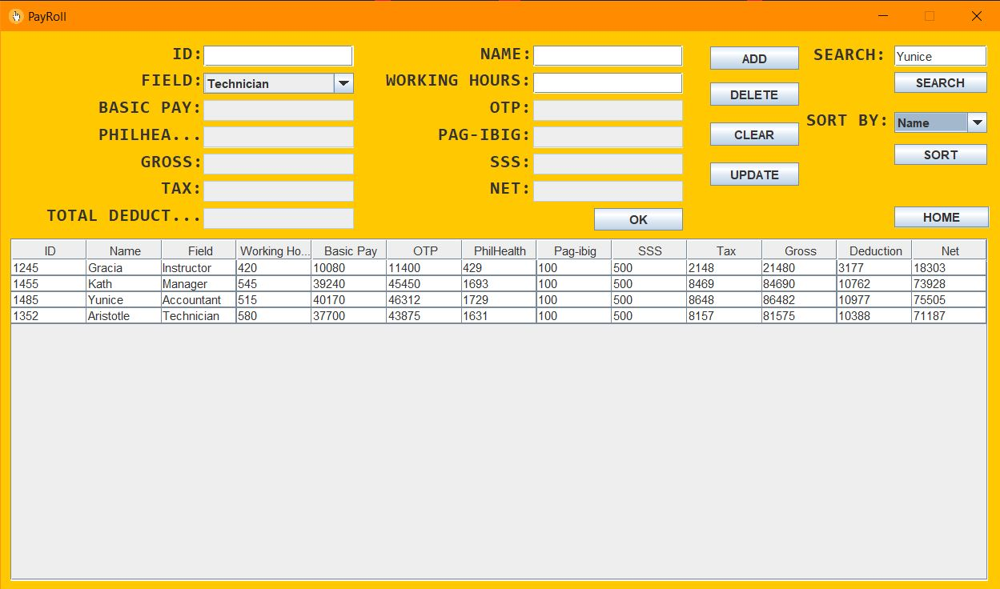 PayRoll
ID: NAME: ADD SEARCH: Yunice
FIELD: Technician WORKING HOURS: SEARCH
BASIC PAY: OTP: DELETE
SORT BY: Name
PHILHEA... PAG-IBIG: CLEAR
GROSS: SSS: SORT
UPDATE
TAX: NET:
TOTAL DEDUCT... OK HOME
ID Name Field Working Ho... Basic Pay OTP PhilHealth Pag-ibig SSS Tax Gross Deduction Net
1245 Gracia Instructor 420 10080 11400 429 100 500 2148 21480 3177 18303
1455 Kath Manager 545 39240 45450 1693 100 500 8469 84690 10762 73928
1485 Yunice Accountant 515 40170 46312 1729 100 500 8648 86482 10977 75505
1352 Aristotle Technician 580 37700 43875 1631 100 500 8157 81575 10388 71187